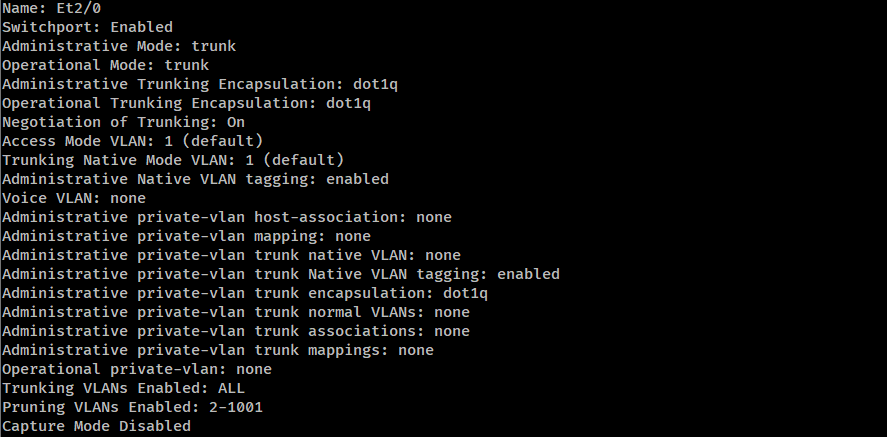 Name: Et2/0
Switchport: Enabled
Administrative Mode: trunk
Operational Mode: trunk
Administrative Trunking Encapsulation: dot1q
Operational Trunking Encapsulation: dot1q
Negotiation of Trunking: On
Access Mode VLAN: 1 (default)
Trunking Native Mode VLAN: 1 (default)
Administrative Native VLAN tagging: enabled
Voice VLAN: none
Administrative private-vlan host-association: none
Administrative private-vlan mapping: none
Administrative private-vlan trunk native VLAN: none
Administrative private-vlan trunk Native VLAN tagging: enabled
Administrative private-vlan trunk encapsulation: dot1q
Administrative private-vlan trunk normal VLANs: none
Administrative private-vlan trunk associations: none
Administrative private-vlan trunk mappings: none
Operational private-vlan: none
Trunking VLANs Enabled: ALL
Pruning VLANs Enabled: 2-1001
Capture Mode Disabled